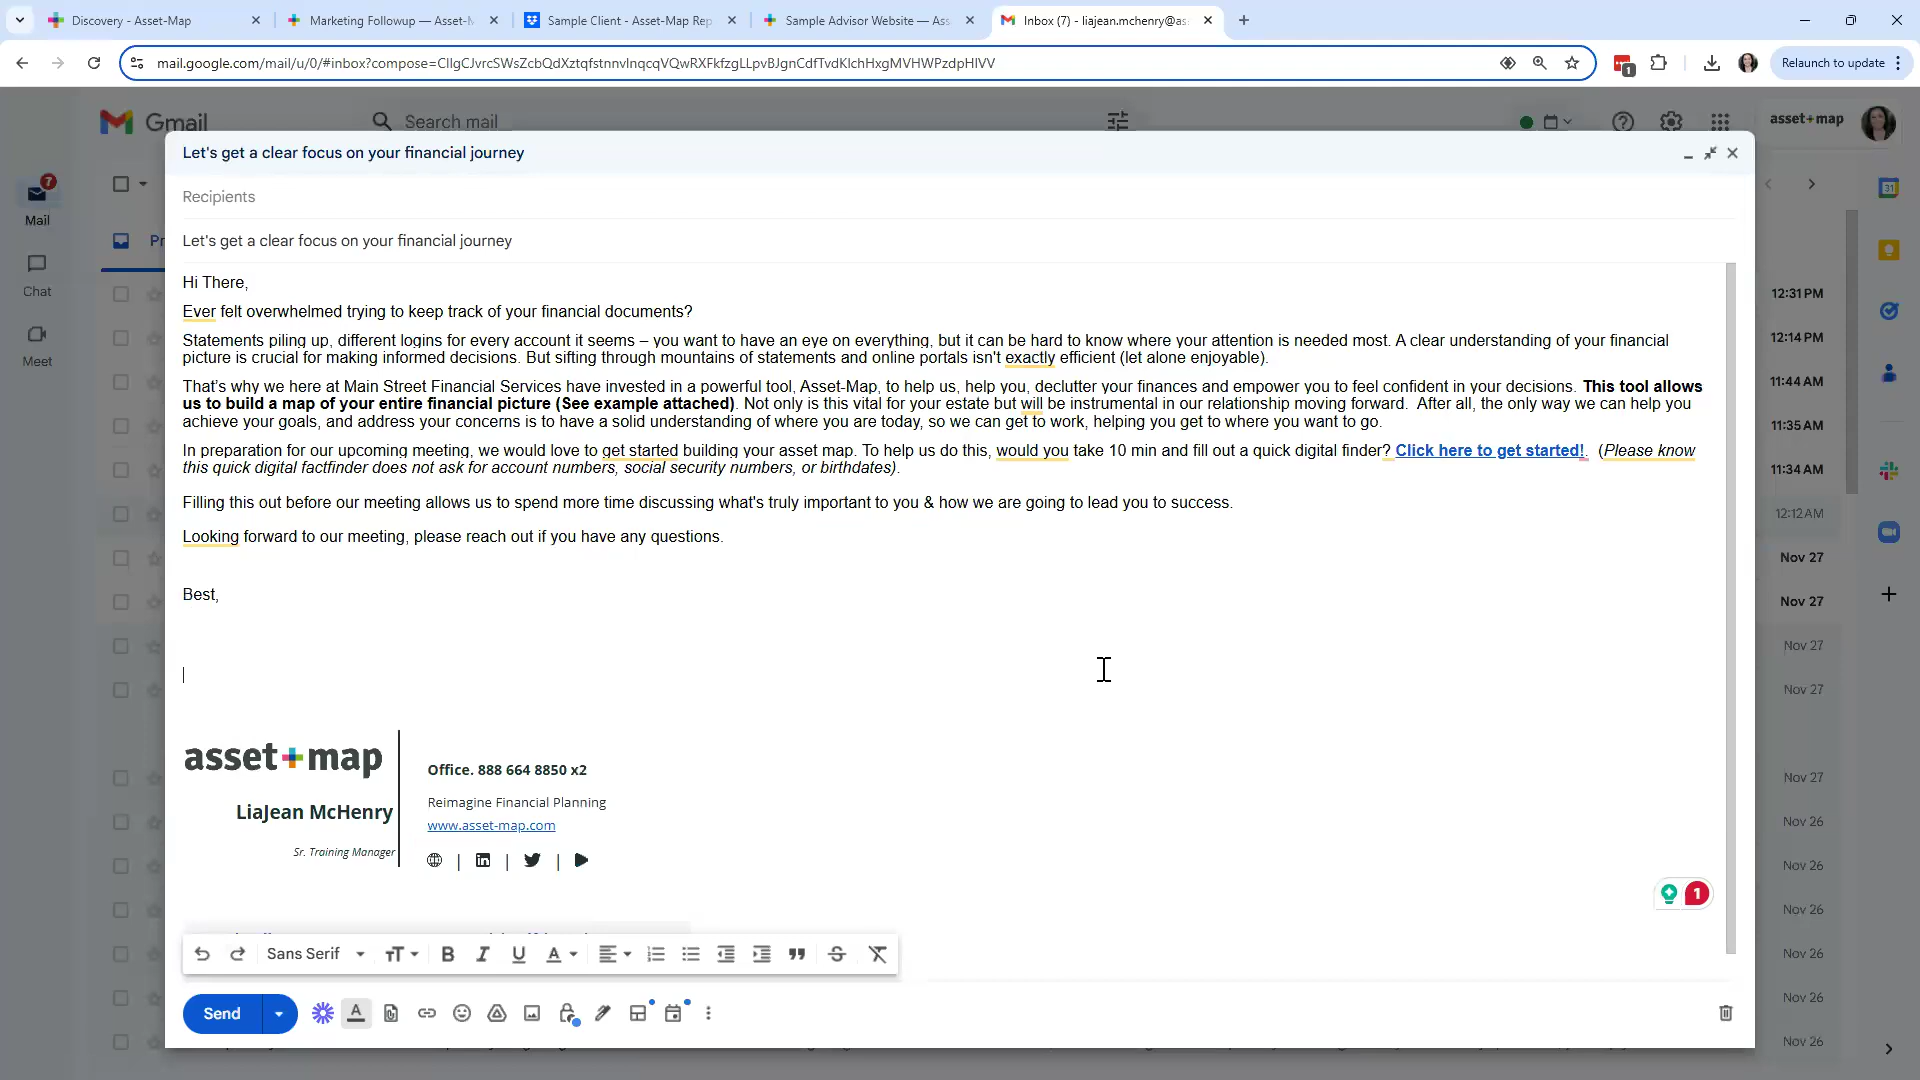 Discovery - Asset-Map
Marketing Followup — Asset-M
Sample Client - Asset-Map Rep
Sample Advisor Website — Ass
Inbox (7) - liajean.mchenry@as
Relaunch to update
Gmail
Search mail
asset+map
Let's get a clear focus on your financial journey
Recipients
Let's get a clear focus on your financial journey
7
Mail
Chat
Meet
Pr
Hi There,
Ever felt overwhelmed trying to keep track of your financial documents?
Statements piling up, different logins for every account it seems – you want to have an eye on everything, but it can be hard to know where your attention is needed most. A clear understanding of your financial
picture is crucial for making informed decisions. But sifting through mountains of statements and online portals isn't exactly efficient (let alone enjoyable).
That's why we here at Main Street Financial Services have invested in a powerful tool, Asset-Map, to help us, help you, declutter your finances and empower you to feel confident in your decisions. This tool allows
us to build a map of your entire financial picture (See example attached). Not only is this vital for your estate but will be instrumental in our relationship moving forward.  After all, the only way we can help you
achieve your goals, and address your concerns is to have a solid understanding of where you are today, so we can get to work, helping you get to where you want to go.
In preparation for our upcoming meeting, we would love to get started building your asset map. To help us do this, would you take 10 min and fill out a quick digital finder? Click here to get started!.  (Please know
this quick digital factfinder does not ask for account numbers, social security numbers, or birthdates).
Filling this out before our meeting allows us to spend more time discussing what's truly important to you & how we are going to lead you to success.
Looking forward to our meeting, please reach out if you have any questions.
Best,
asset+map
LiaJean McHenry
Sr. Training Manager
Office. 888 664 8850 x2
Reimagine Financial Planning
www.asset-map.com
1
Sans Serif
Send
12:31 PM
12:14 PM
11:44 AM
11:35 AM
11:34 AM
12:12 AM
Nov 27
Nov 27
Nov 27
Nov 27
Nov 27
Nov 26
Nov 26
Nov 26
Nov 26
Nov 26
Nov 26